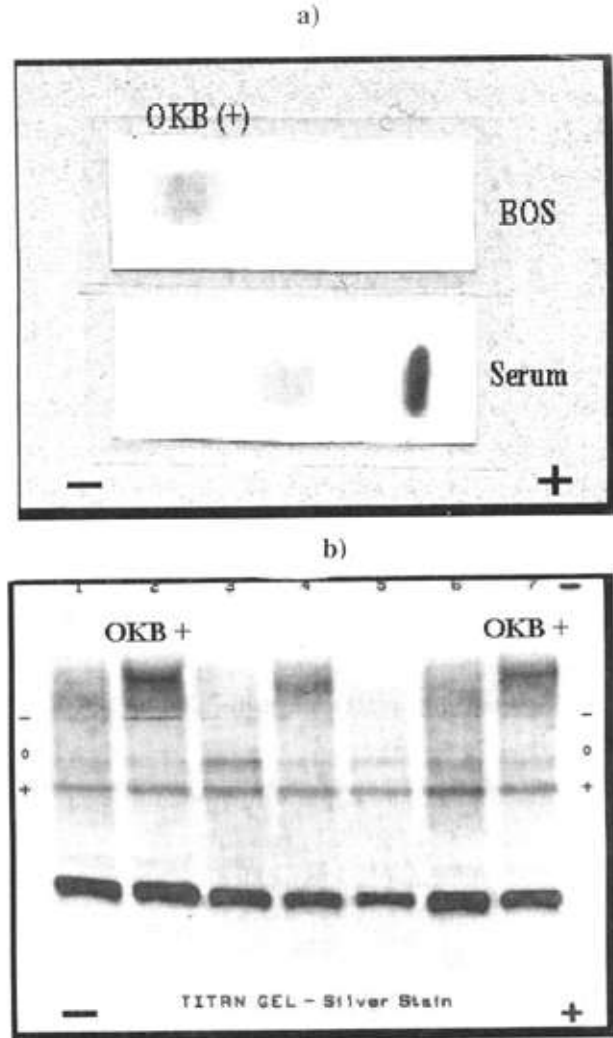 a)
OKB (+)
BOS
Serum
− +
b)
1 2 3 4 5 6 7 −
OKB + OKB +
− −
o o
+ +
TITAN GEL - Silver Stain
− +